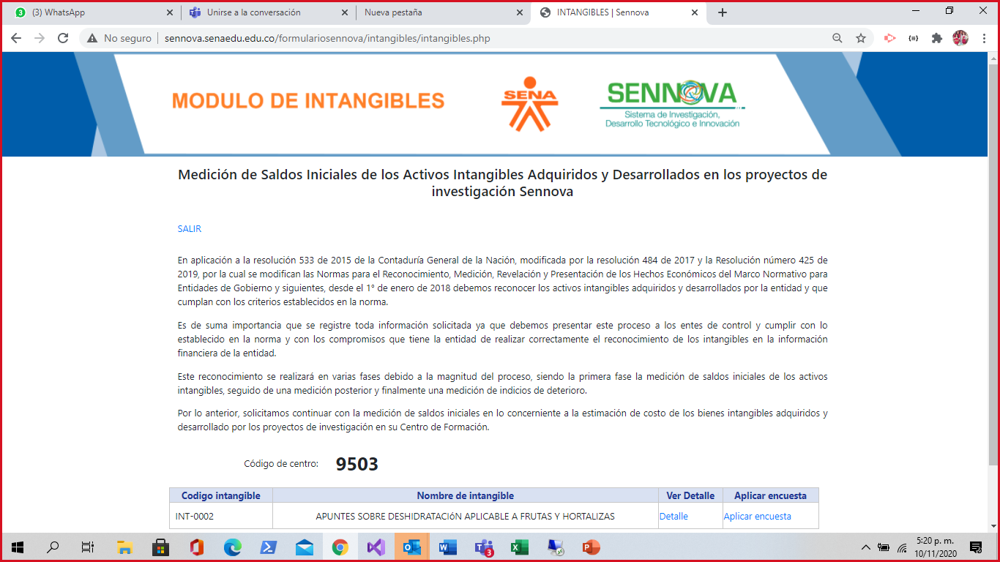 (3) WhatsApp
Unirse a la conversación
Nueva pestaña
INTANGIBLES | Sennova
No seguro
sennova.senaedu.edu.co/formulariosennova/intangibles/intangibles.php
MODULO DE INTANGIBLES
SENA
SENNOVA
Sistema de Investigación,
Desarrollo Tecnológico e Innovación
Medición de Saldos Iniciales de los Activos Intangibles Adquiridos y Desarrollados en los proyectos de
investigación Sennova
SALIR
En aplicación a la resolución 533 de 2015 de la Contaduría General de la Nación, modificada por la resolución 484 de 2017 y la Resolución número 425 de
2019, por la cual se modifican las Normas para el Reconocimiento, Medición, Revelación y Presentación de los Hechos Económicos del Marco Normativo para
Entidades de Gobierno y siguientes, desde el 1° de enero de 2018 debemos reconocer los activos intangibles adquiridos y desarrollados por la entidad y que
cumplan con los criterios establecidos en la norma.
Es de suma importancia que se registre toda información solicitada ya que debemos presentar este proceso a los entes de control y cumplir con lo
establecido en la norma y con los compromisos que tiene la entidad de realizar correctamente el reconocimiento de los intangibles en la información
financiera de la entidad.
Este reconocimiento se realizará en varias fases debido a la magnitud del proceso, siendo la primera fase la medición de saldos iniciales de los activos
intangibles, seguido de una medición posterior y finalmente una medición de indicios de deterioro.
Por lo anterior, solicitamos continuar con la medición de saldos iniciales en lo concerniente a la estimación de costo de los bienes intangibles adquiridos y
desarrollado por los proyectos de investigación en su Centro de Formación.
Código de centro: 9503
Codigo intangible Nombre de intangible Ver Detalle Aplicar encuesta
INT-0002 APUNTES SOBRE DESHIDRATACIóN APLICABLE A FRUTAS Y HORTALIZAS Detalle Aplicar encuesta
5:20 p. m.
10/11/2020